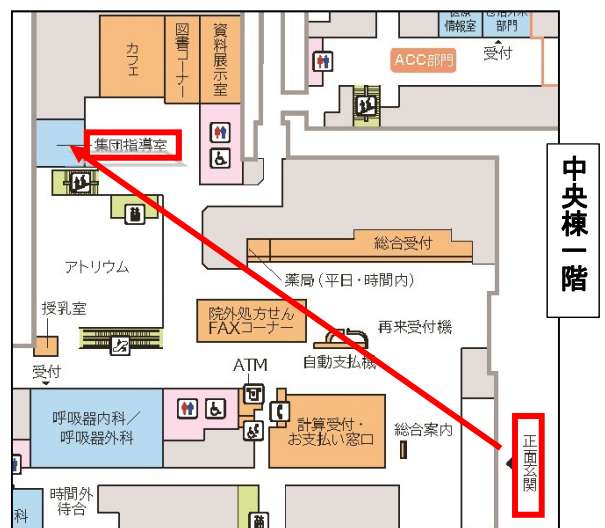 カフェ
図書コーナー
資料展示室
情報室
部門
受付
ACC部門
集団指導室
中央棟一階
総合受付
アトリウム
薬局(平日・時間内)
授乳室
院外処方せん
FAXコーナー
再来受付機
自動支払機
受付
ATM
呼吸器内科/
呼吸器外科
計算受付・
お支払い窓口
総合案内
正面玄関
時間外
待合
科